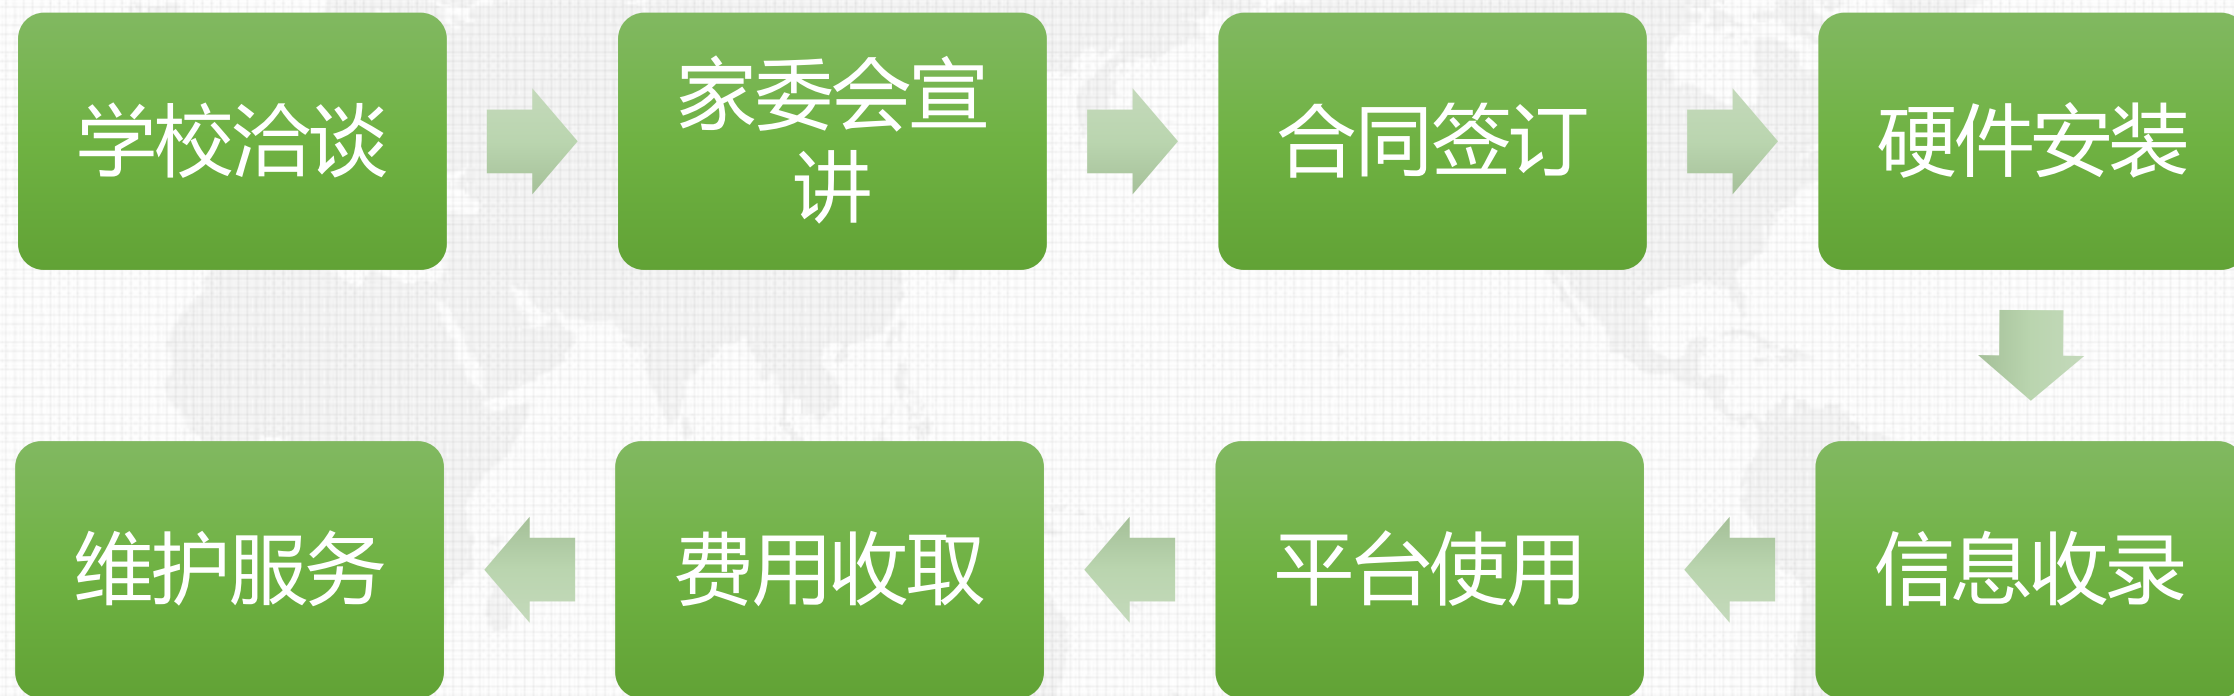 学校洽谈
家委会宣
讲
合同签订
硬件安装
信息收录
平台使用
费用收取
维护服务